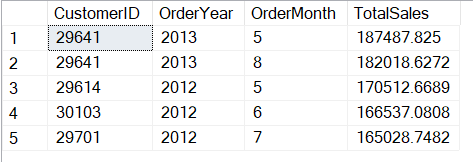 CustomerID OrderYear OrderMonth TotalSales
1 29641 2013 5 187487.825
2 29641 2013 8 182018.6272
3 29614 2012 5 170512.6689
4 30103 2012 6 166537.0808
5 29701 2012 7 165028.7482